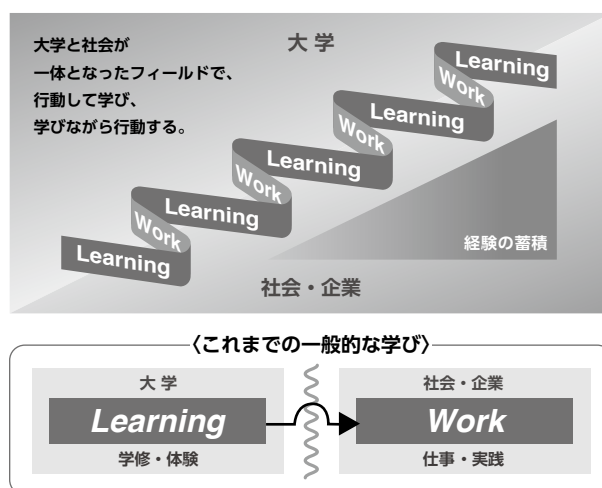 大学と社会が
一体となったフィールドで、
行動して学び、
学びながら行動する。
大学
Learning
Work
Learning
Work
Learning
Work
Learning
Work
Learning
経験の蓄積
社会・企業
〈これまでの一般的な学び〉
大学
Learning
学修・体験
社会・企業
Work
仕事・実践